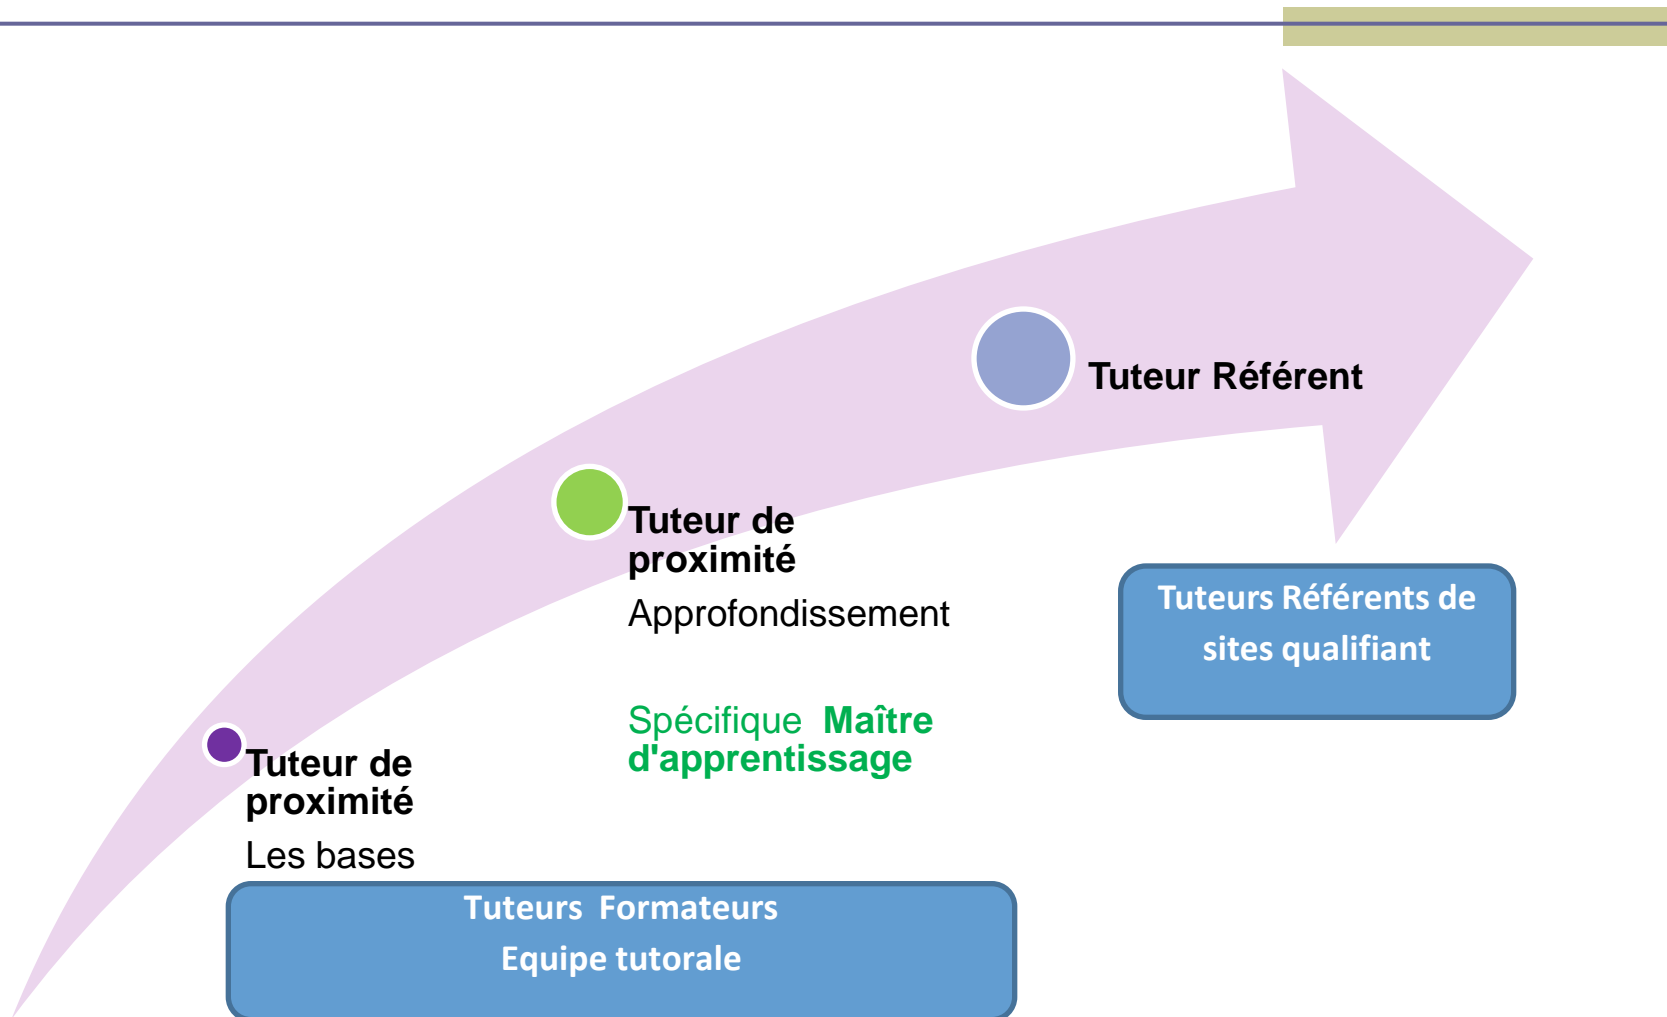 Tuteur Référent
Tuteur de
proximité
Approfondissement
Spécifique Maître
d'apprentissage
Tuteurs Référents de
sites qualifiant
Tuteur de
proximité
Les bases
Tuteurs Formateurs
Equipe tutorale